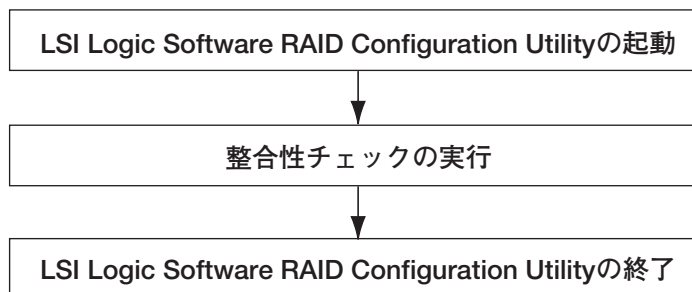 LSI Logic Software RAID Configuration Utilityの起動
整合性チェックの実行
LSI Logic Software RAID Configuration Utilityの終了